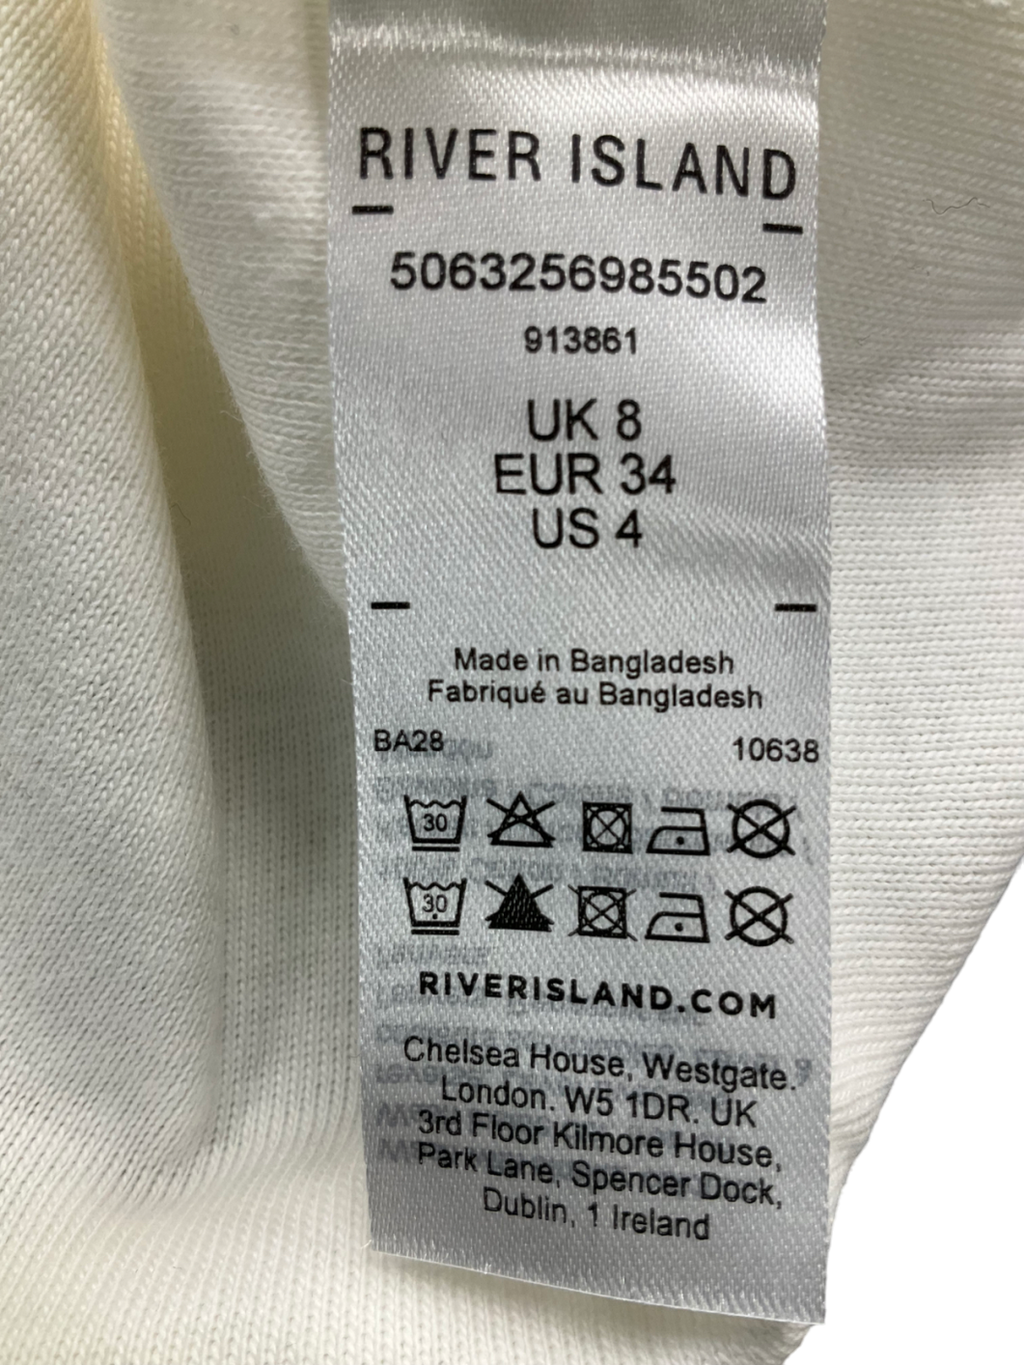 RIVER ISLAND
5063256985502
913861
UK 8
EUR 34
US 4
Made in Bangladesh
Fabriqué au Bangladesh
BA28 10638
30
30
RIVERISLAND.COM
Chelsea House, Westgate.
London. W5 1DR. UK
3rd Floor Kilmore House,
Park Lane, Spencer Dock,
Dublin, 1 Ireland